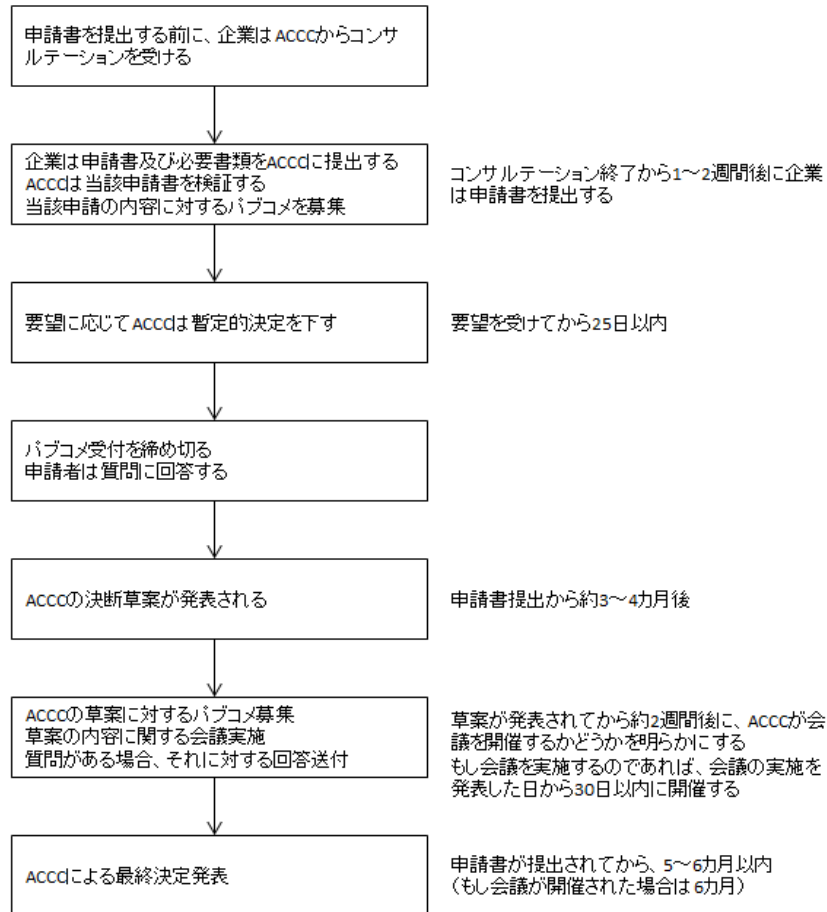 申請書を提出する前に、企業はACCCからコンサ
ルテーションを受ける
企業は申請書及び必要書類をACCCに提出する
ACCCは当該申請書を検証する
当該申請の内容に対するパブコメを募集
コンサルテーション終了から1～2週間後に企業
は申請書を提出する
要望に応じてACCCは暫定的決定を下す
要望を受けてから25日以内
パブコメ受付を締め切る
申請者は質問に回答する
ACCCの決断草案が発表される
申請書提出から約3～4カ月後
ACCCの草案に対するパブコメ募集
草案の内容に関する会議実施
質問がある場合、それに対する回答送付
草案が発表されてから約2週間後に、ACCCが会
議を開催するかどうかを明らかにする
もし会議を実施するのであれば、会議の実施を
発表した日から30日以内に開催する
ACCCによる最終決定発表
申請書が提出されてから、5～6カ月以内
（もし会議が開催された場合は6カ月）